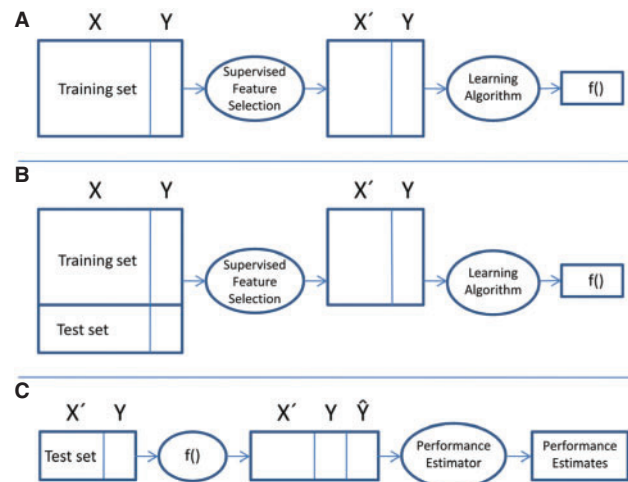 A
X Y X´ Y
Training set
Supervised
Feature
Selection
Learning
Algorithm
f()
B
X Y X´ Y
Training set
Test set
Supervised
Feature
Selection
Learning
Algorithm
f()
C
X´ Y X´ Y Ŷ
Test set
f()
Performance
Estimator
Performance
Estimates